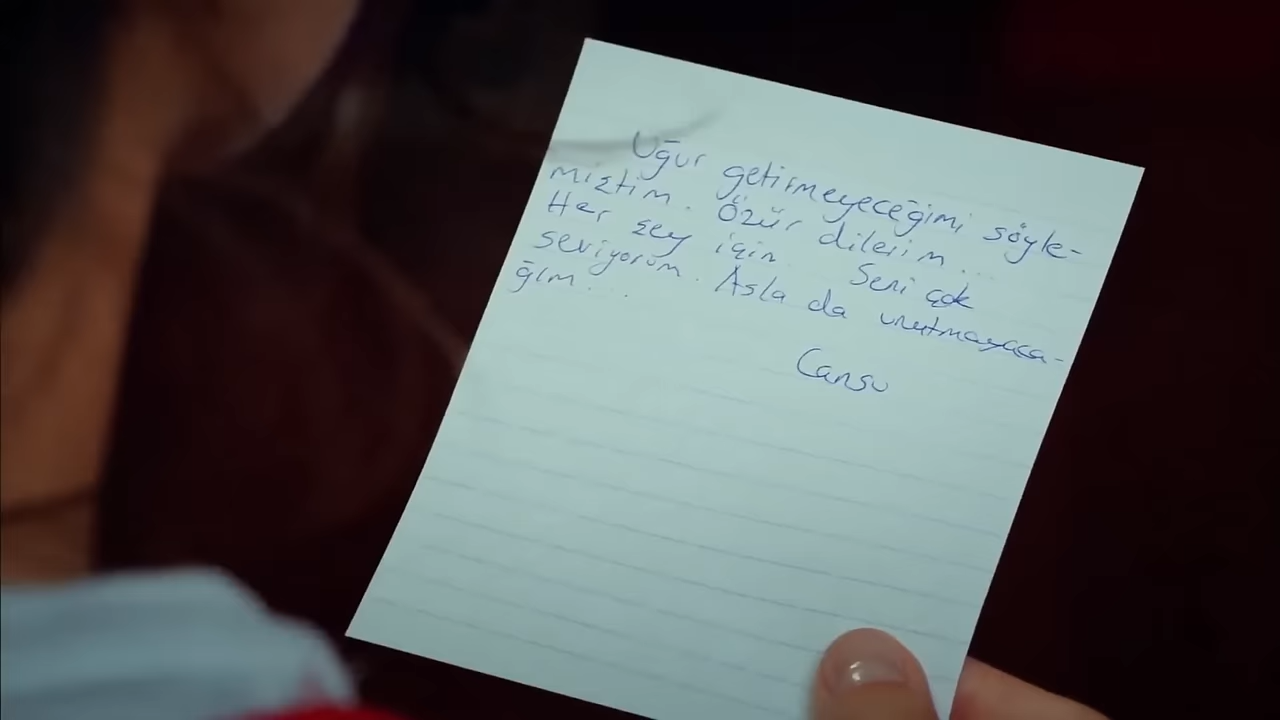 Uğur getirmeyeceğimi söyle-
miştim. Özür dilerim...
Her şey için. Seni çok
seviyorum. Asla da unutmayaca-
ğım...
Cansu